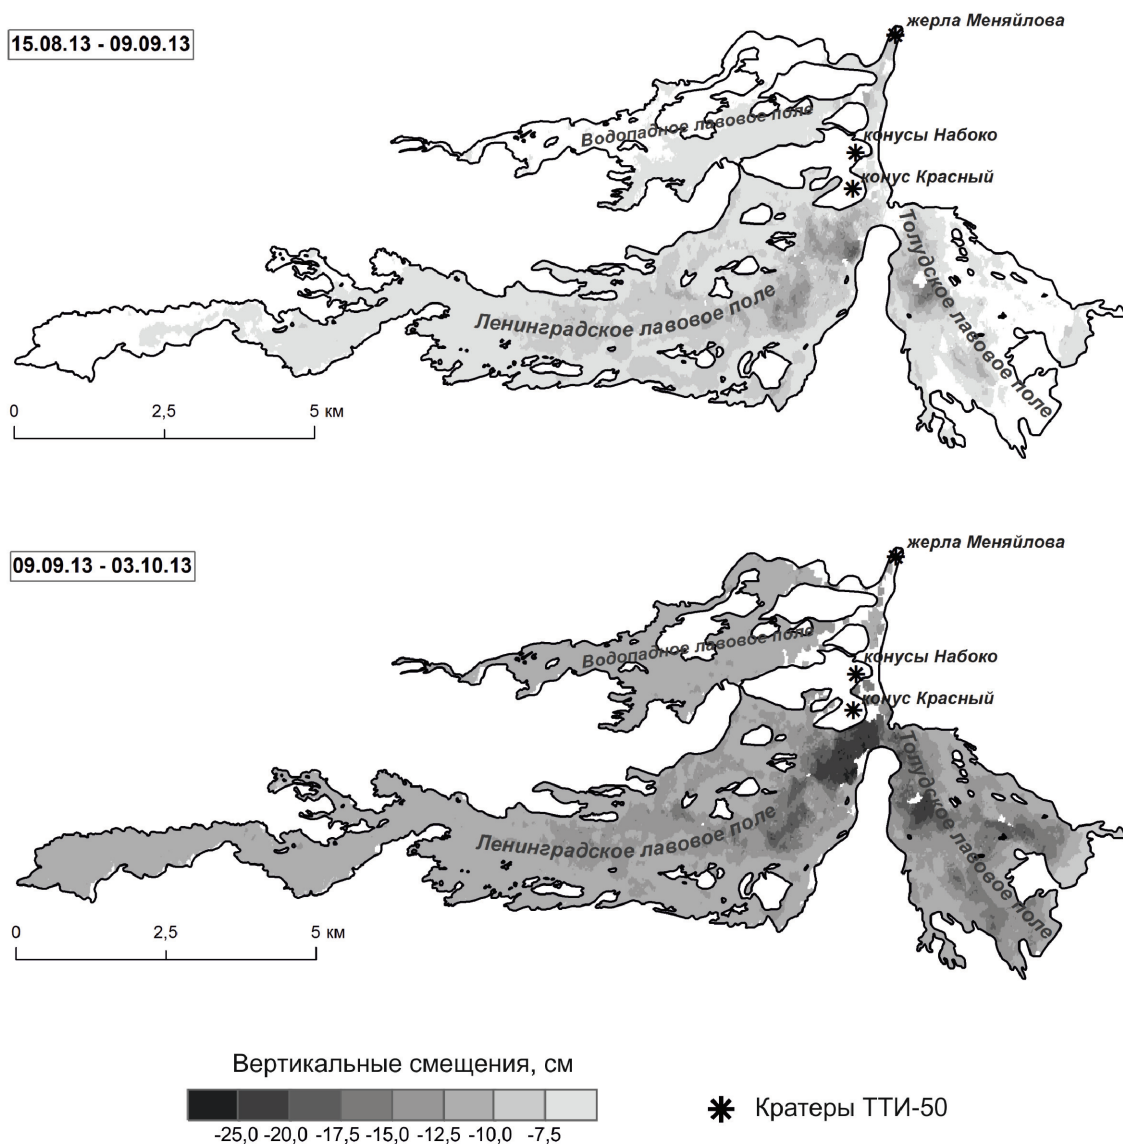 жерла Меняйлова
15.08.13 - 09.09.13
Водопадное лавовое поле
конусы Набоко
конус Красный
Толудское лавовое поле
Ленинградское лавовое поле
0 2,5 5 км
жерла Меняйлова
09.09.13 - 03.10.13
Водопадное лавовое поле
конусы Набоко
конус Красный
Толудское лавовое поле
Ленинградское лавовое поле
0 2,5 5 км
Вертикальные смещения, см
-25,0 -20,0 -17,5 -15,0 -12,5 -10,0 -7,5
Кратеры ТТИ-50